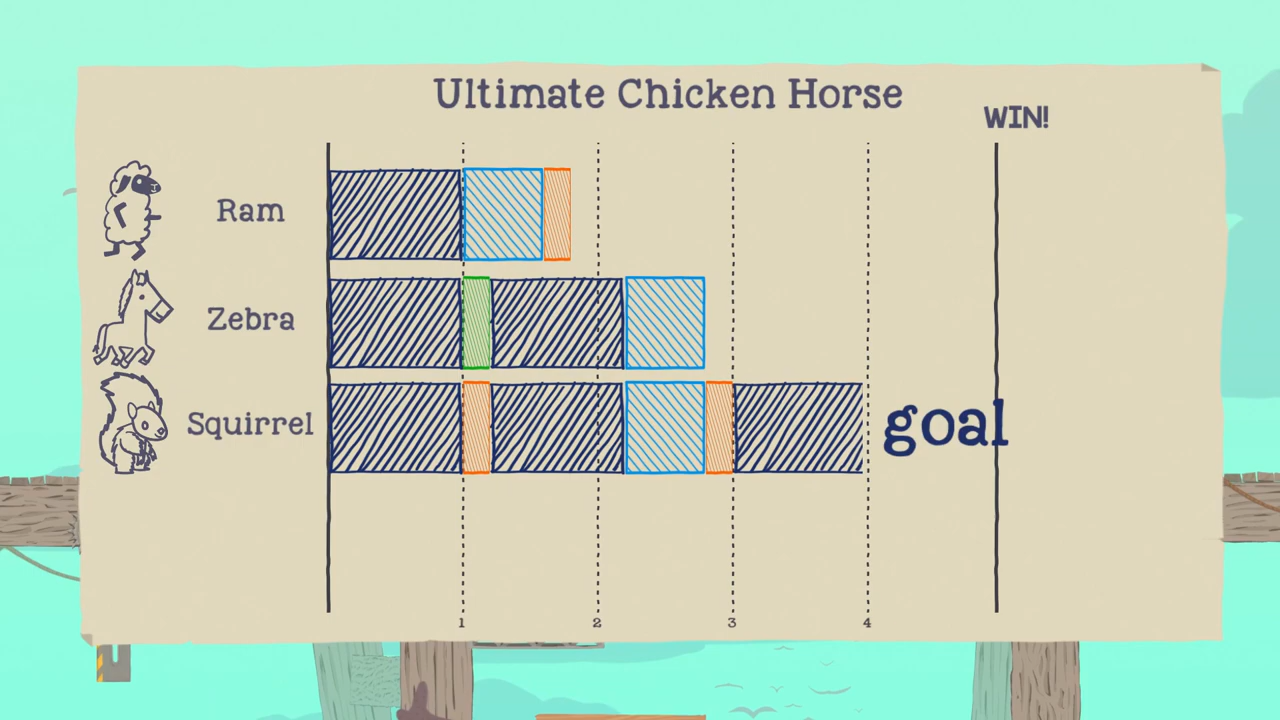 Ultimate Chicken Horse
WIN!
Ram
Zebra
Squirrel
goal
1 2 3 4